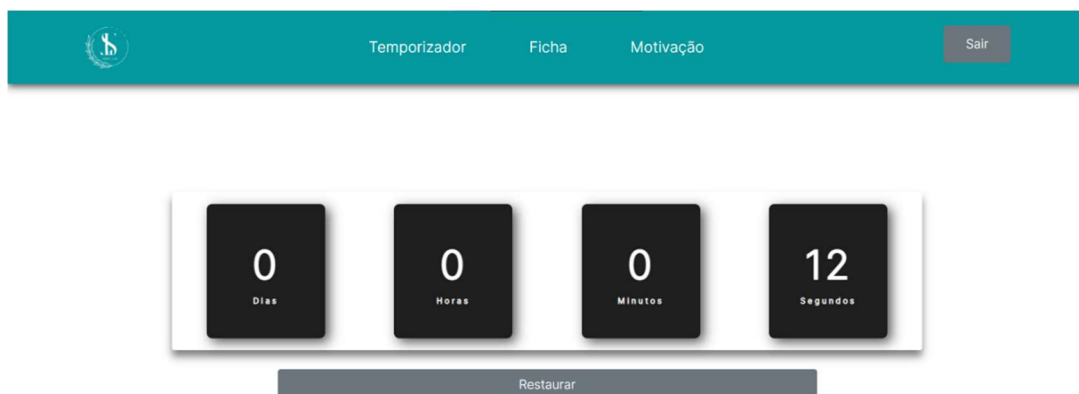 Temporizador Ficha Motivação Sair
0 0 0 12
Dias Horas Minutos Segundos
Restaurar